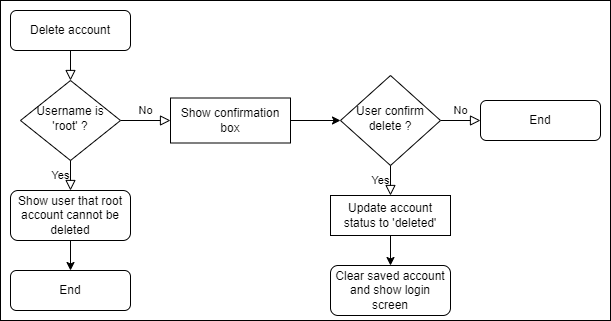 Delete account
Username is
'root' ?
No
Show confirmation
box
User confirm
delete ?
No
End
Yes
Show user that root
account cannot be
deleted
End
Yes
Update account
status to 'deleted'
Clear saved account
and show login
screen